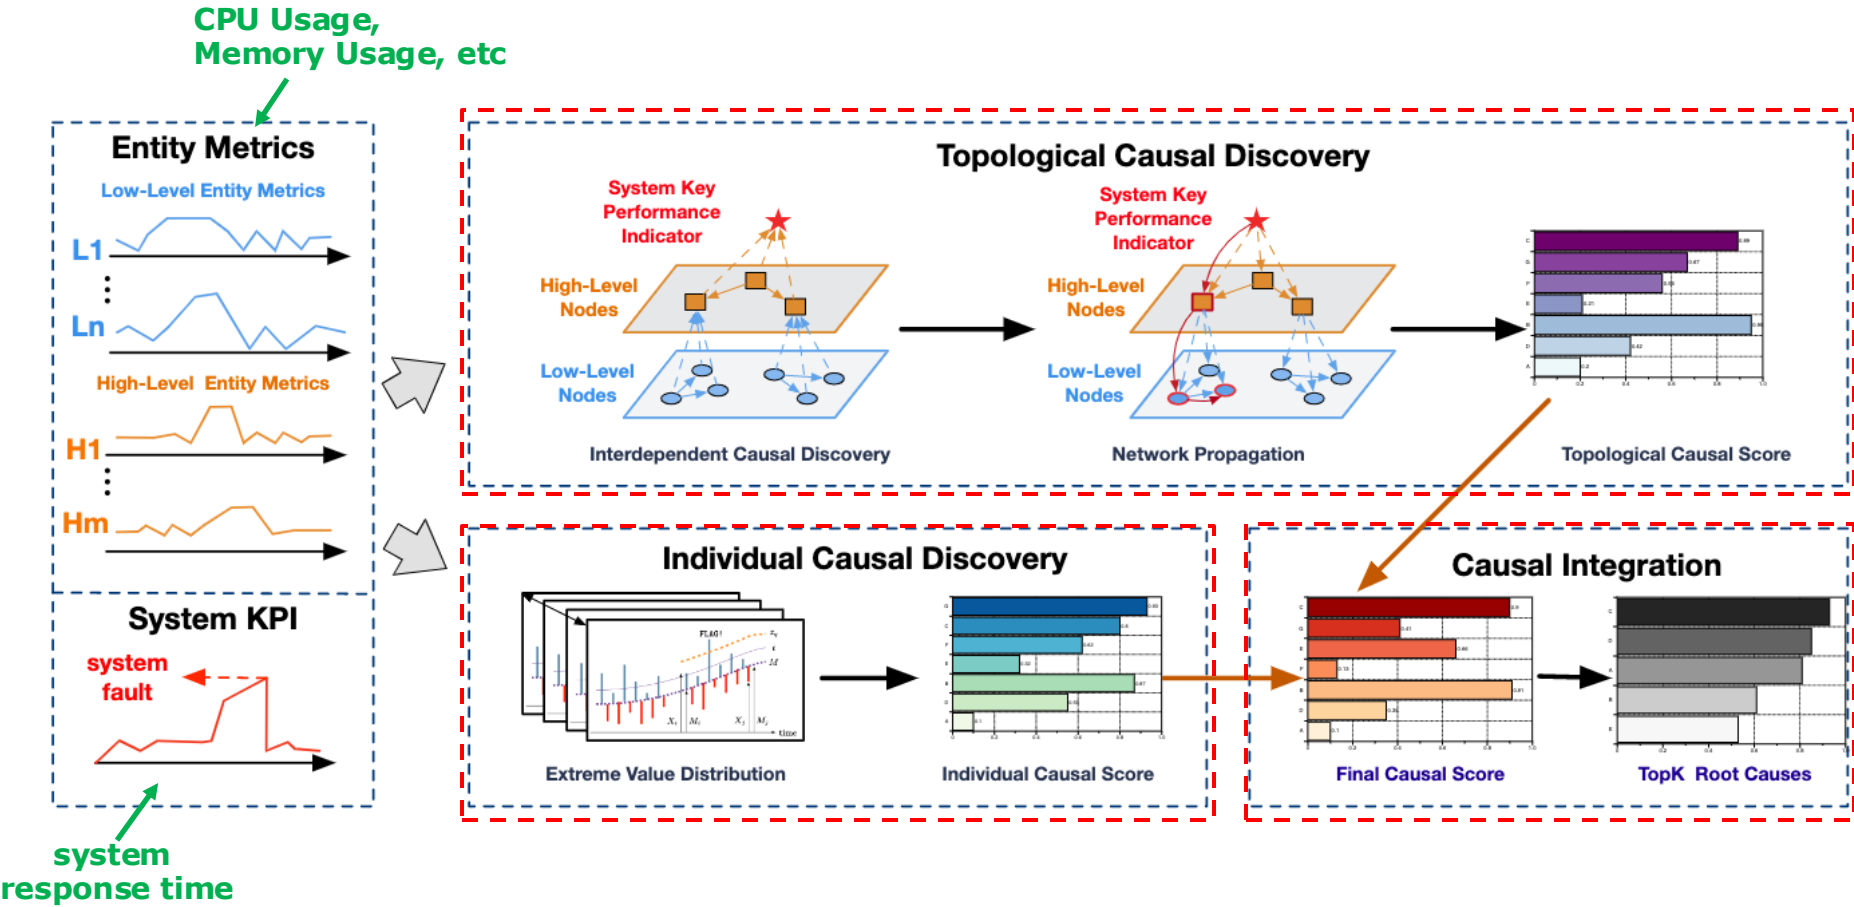 CPU Usage,
Memory Usage, etc
Entity Metrics
Low-Level Entity Metrics
L1
Ln
High-Level Entity Metrics
H1
Hm
System KPI
system
fault
system
response time
Topological Causal Discovery
System Key
Performance
Indicator
High-Level
Nodes
Low-Level
Nodes
Interdependent Causal Discovery
System Key
Performance
Indicator
High-Level
Nodes
Low-Level
Nodes
Network Propagation
Topological Causal Score
Individual Causal Discovery
FLAG!
M
time
Extreme Value Distribution
Individual Causal Score
Causal Integration
Final Causal Score
TopK Root Causes